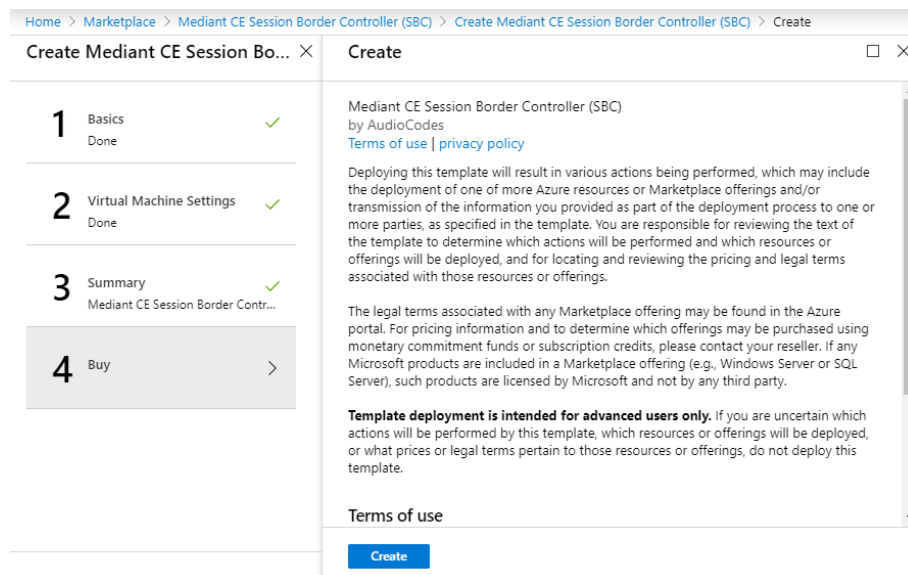 Home > Marketplace > Mediant CE Session Border Controller (SBC) > Create Mediant CE Session Border Controller (SBC) > Create
Create Mediant CE Session Bo...
1
Basics
Done
2
Virtual Machine Settings
Done
3
Summary
Mediant CE Session Border Contr...
4
Buy
Create
Mediant CE Session Border Controller (SBC)
by AudioCodes
Terms of use | privacy policy
Deploying this template will result in various actions being performed, which may include
the deployment of one of more Azure resources or Marketplace offerings and/or
transmission of the information you provided as part of the deployment process to one or
more parties, as specified in the template. You are responsible for reviewing the text of
the template to determine which actions will be performed and which resources or
offerings will be deployed, and for locating and reviewing the pricing and legal terms
associated with those resources or offerings.
The legal terms associated with any Marketplace offering may be found in the Azure
portal. For pricing information and to determine which offerings may be purchased using
monetary commitment funds or subscription credits, please contact your reseller. If any
Microsoft products are included in a Marketplace offering (e.g., Windows Server or SQL
Server), such products are licensed by Microsoft and not by any third party.
Template deployment is intended for advanced users only. If you are uncertain which
actions will be performed by this template, which resources or offerings will be deployed,
or what prices or legal terms pertain to those resources or offerings, do not deploy this
template.
Terms of use
Create